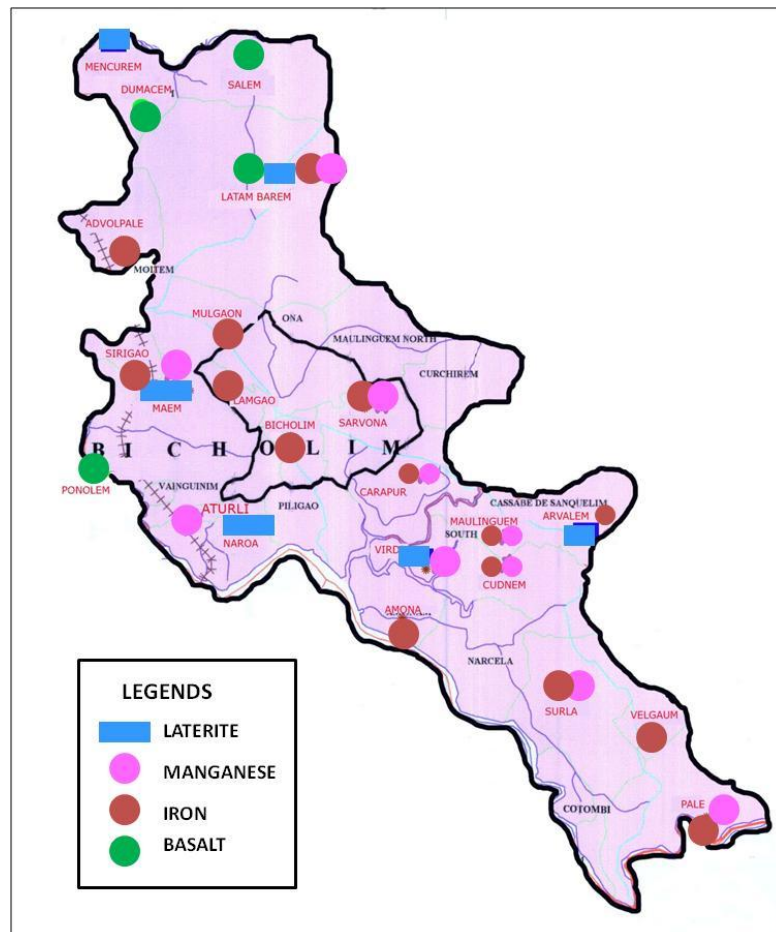 MENCUREM
SALEM
DUMACEM
LATAM BAREM
ADVOLPALE
MOITEM
MULGAON
ONA
MAULINGUEM NORTH
SIRIGAO
CURCHIREM
MAEM
LAMGAO
SARVONA
BICHOLIM
B I C H O L I M
PONOLEM
CARAPUR
VAINGUINIM
CASSABE DE SANQUELIM
ATURLI
PILIGAO
ARVALEM
MAULINGUEM
SOUTH
NAROA
VIRD
CUDNEM
AMONA
NARCELA
SURLA
VELGAUM
COTOMBI
PALE
LEGENDS
LATERITE
MANGANESE
IRON
BASALT